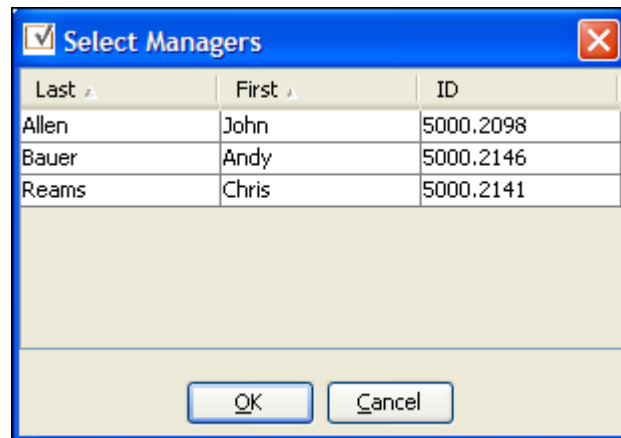 Select Managers
Last First ID
Allen John 5000.2098
Bauer Andy 5000.2146
Reams Chris 5000.2141
OK Cancel